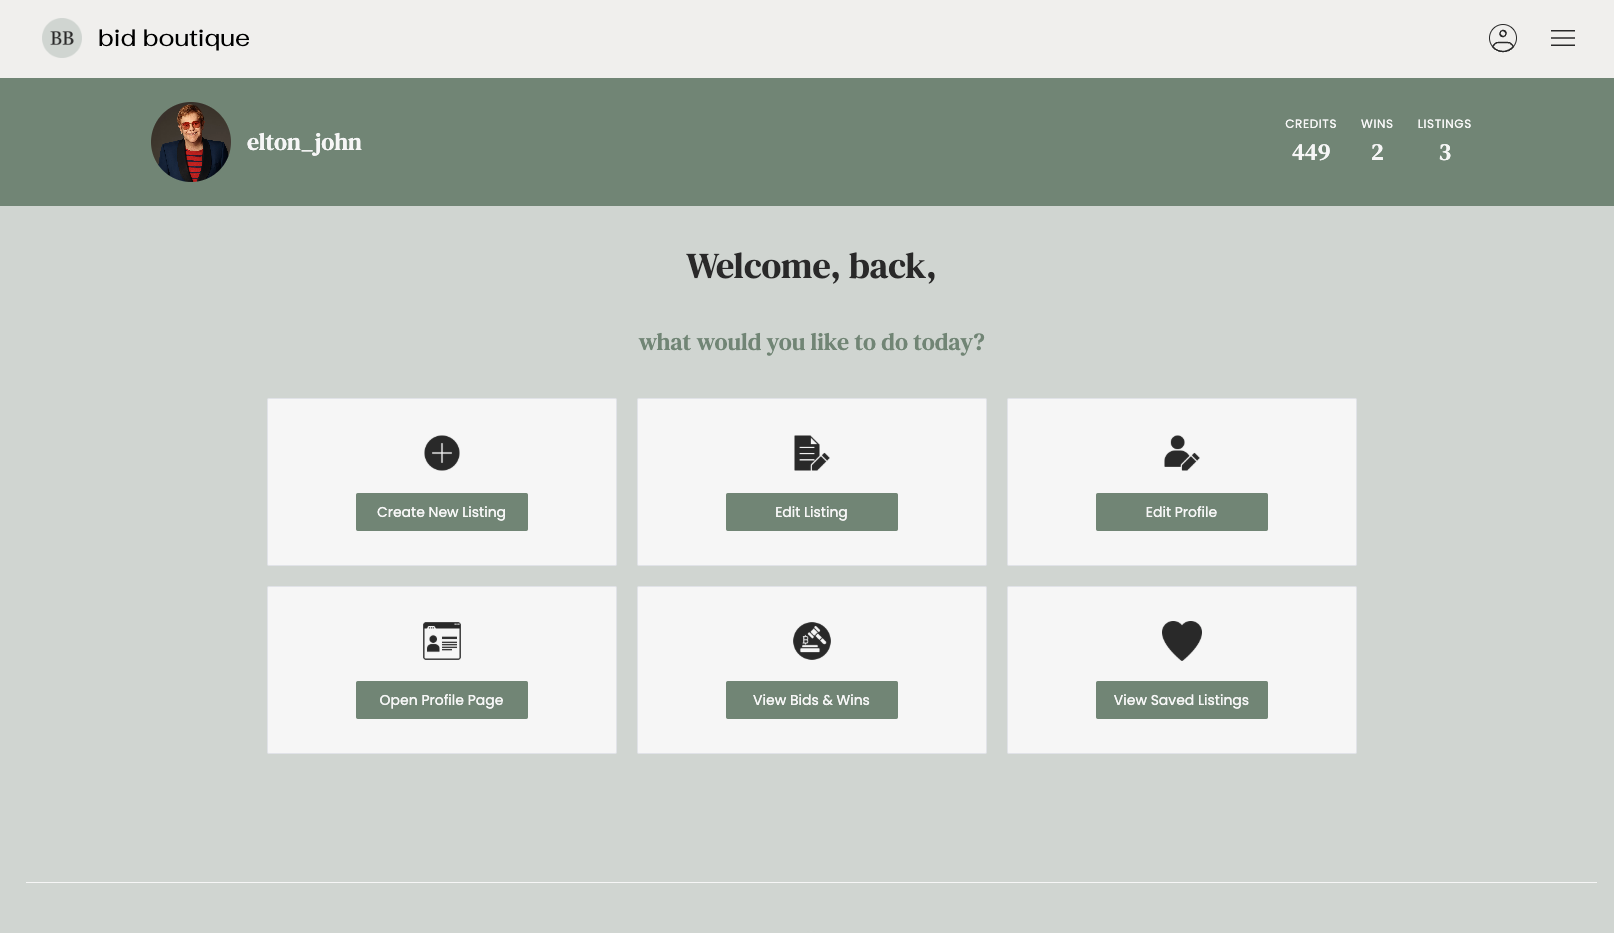 BB bid boutique
elton_john
CREDITS WINS LISTINGS
449 2 3
Welcome, back,
what would you like to do today?
Create New Listing
Edit Listing
Edit Profile
Open Profile Page
View Bids & Wins
View Saved Listings